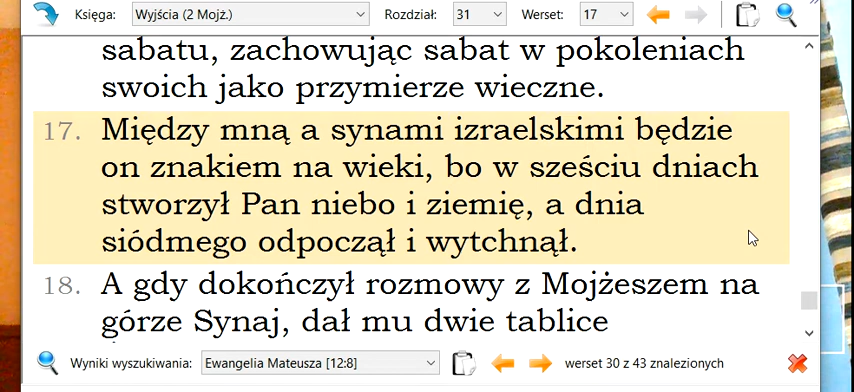 Księga: Wyjścia (2 Mojż.) Rozdział: 31 Werset: 17
sabatu, zachowując sabat w pokoleniach
swoich jako przymierze wieczne.
17. Między mną a synami izraelskimi będzie
on znakiem na wieki, bo w sześciu dniach
stworzył Pan niebo i ziemię, a dnia
siódmego odpoczął i wytchnął.
18. A gdy dokończył rozmowy z Mojżeszem na
górze Synaj, dał mu dwie tablice
Wyniki wyszukiwania: Ewangelia Mateusza [12:8] werset 30 z 43 znalezionych